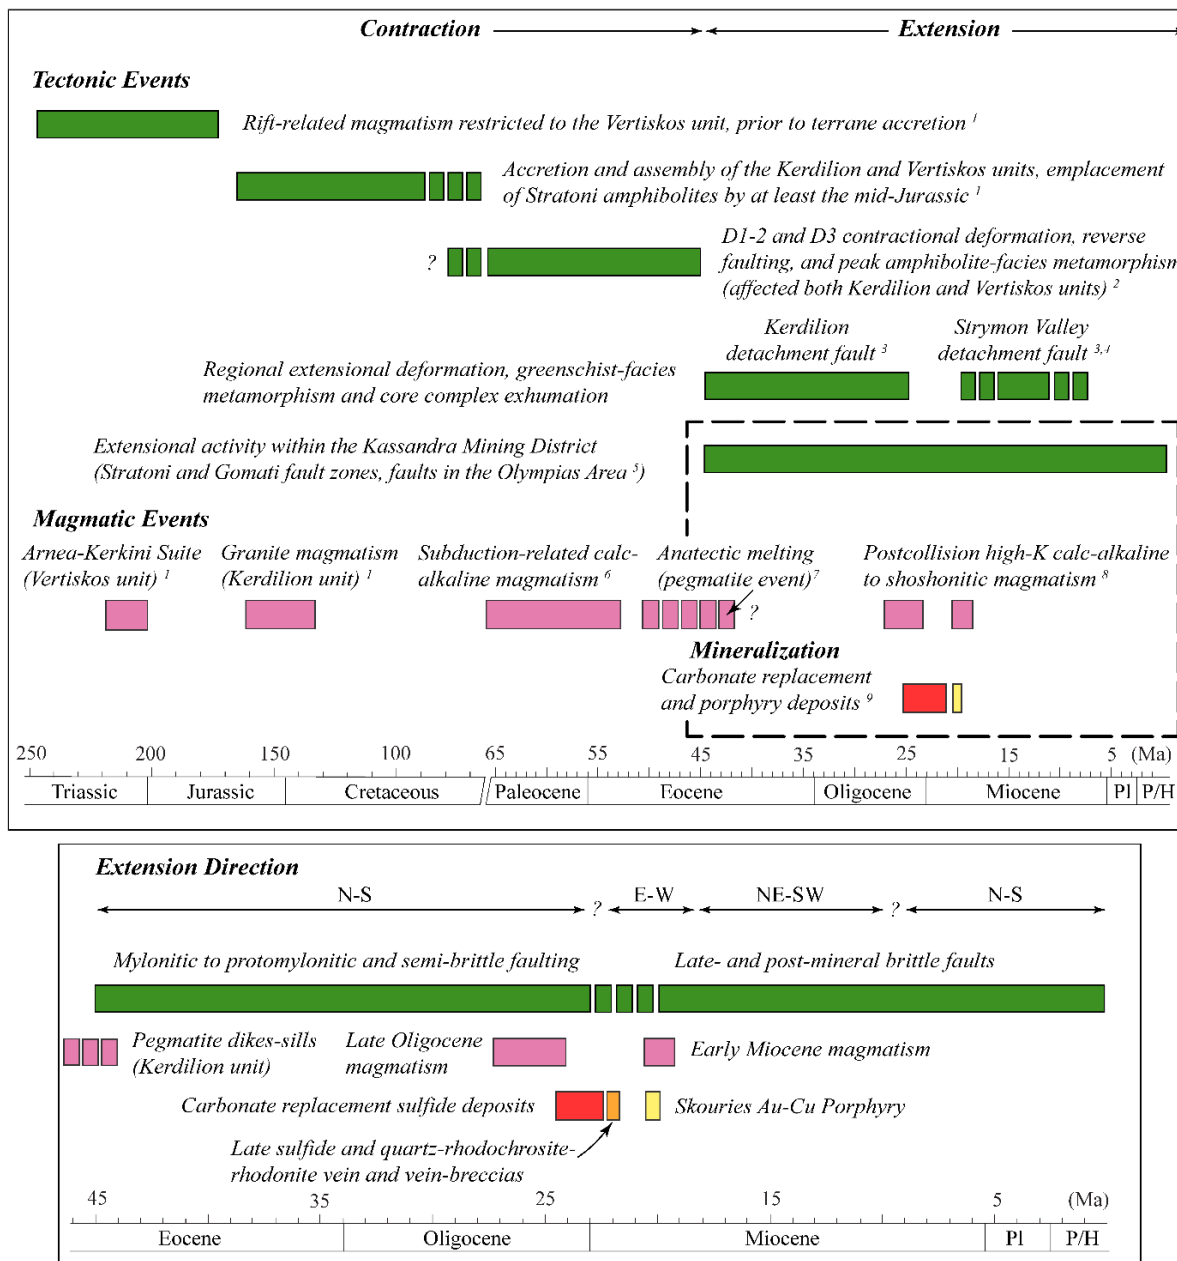 Contraction
Extension
Tectonic Events
Rift-related magmatism restricted to the Vertiskos unit, prior to terrane accretion 1
Accretion and assembly of the Kerdilion and Vertiskos units, emplacement
of Stratoni amphibolites by at least the mid-Jurassic 1
?
D1-2 and D3 contractional deformation, reverse
faulting, and peak amphibolite-facies metamorphism
(affected both Kerdilion and Vertiskos units) 2
Kerdilion
detachment fault 3
Strymon Valley
detachment fault 3,4
Regional extensional deformation, greenschist-facies
metamorphism and core complex exhumation
Extensional activity within the Kassandra Mining District
(Stratoni and Gomati fault zones, faults in the Olympias Area 5)
Magmatic Events
Arnea-Kerkini Suite
(Vertiskos unit) 1
Granite magmatism
(Kerdilion unit) 1
Subduction-related calc-
alkaline magmatism 6
Anatectic melting
(pegmatite event)7
?
Postcollision high-K calc-alkaline
to shoshonitic magmatism 8
Mineralization
Carbonate replacement
and porphyry deposits 9
250 200 150 100 65 55 45 35 25 15 5 (Ma)
Triassic Jurassic Cretaceous Paleocene Eocene Oligocene Miocene Pl P/H
Extension Direction
N-S ? E-W NE-SW ? N-S
Mylonitic to protomylonitic and semi-brittle faulting
Late- and post-mineral brittle faults
Pegmatite dikes-sills
(Kerdilion unit)
Late Oligocene
magmatism
Early Miocene magmatism
Carbonate replacement sulfide deposits
Skouries Au-Cu Porphyry
Late sulfide and quartz-rhodochrosite-
rhodonite vein and vein-breccias
45 35 25 15 5 (Ma)
Eocene Oligocene Miocene Pl P/H